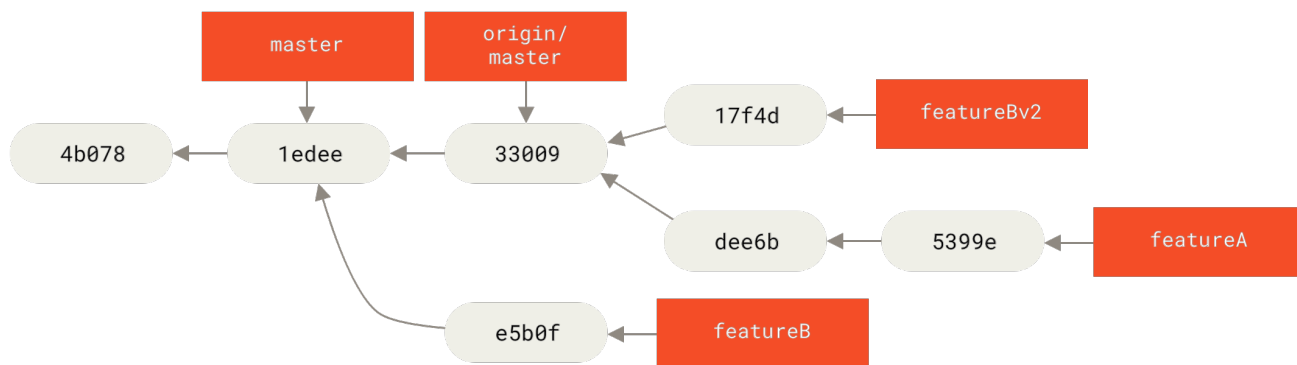 master
origin/
master
17f4d
featureBv2
4b078
1edee
33009
dee6b
5399e
featureA
e5b0f
featureB